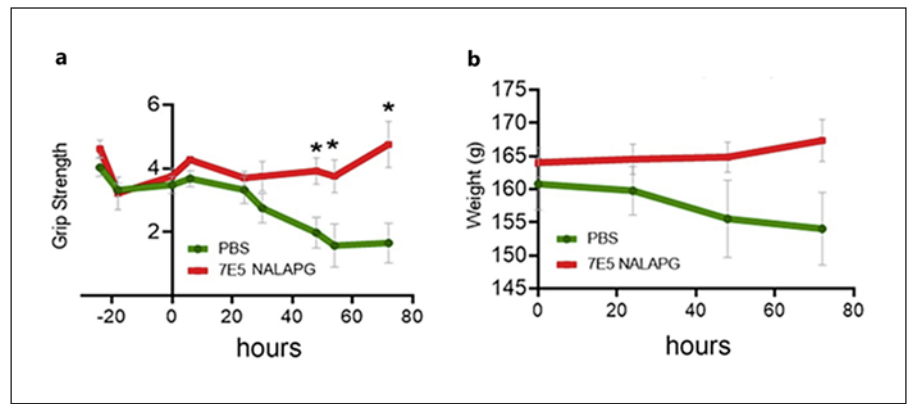 a
Grip Strength
6
4
2
* * *
PBS
7E5 NALAPG
-20 0 20 40 60 80
hours
b
Weight (g)
175
170
165
160
155
150
145
PBS
7E5 NALAPG
0 20 40 60 80
hours